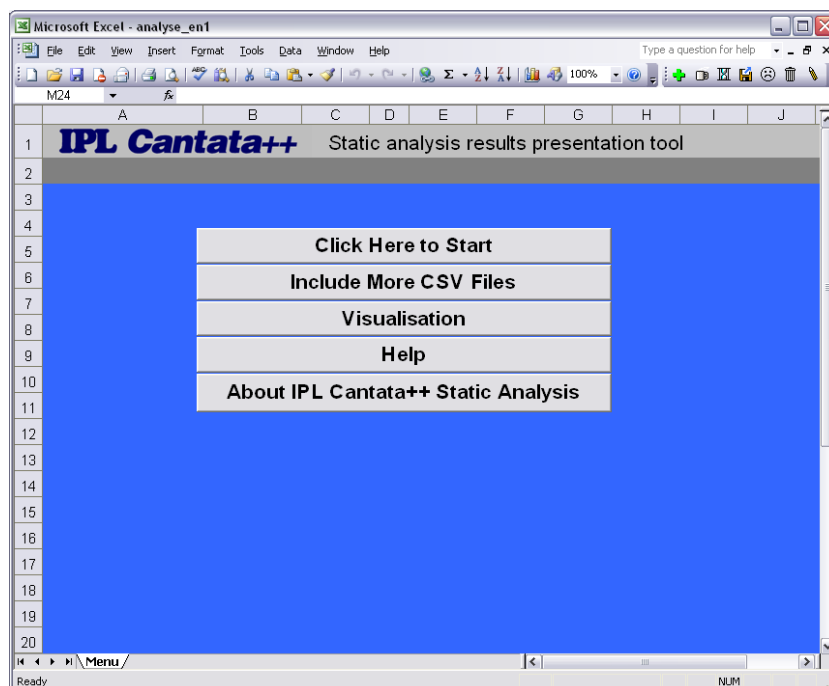 Microsoft Excel - analyse_en1
File Edit View Insert Format Tools Data Window Help Type a question for help
100%
M24 fx
A B C D E F G H I J
1 IPL Cantata++ Static analysis results presentation tool
2
3
4
5 Click Here to Start
6 Include More CSV Files
7
8 Visualisation
9 Help
10
11 About IPL Cantata++ Static Analysis
12
13
14
15
16
17
18
19
20
Menu
Ready NUM